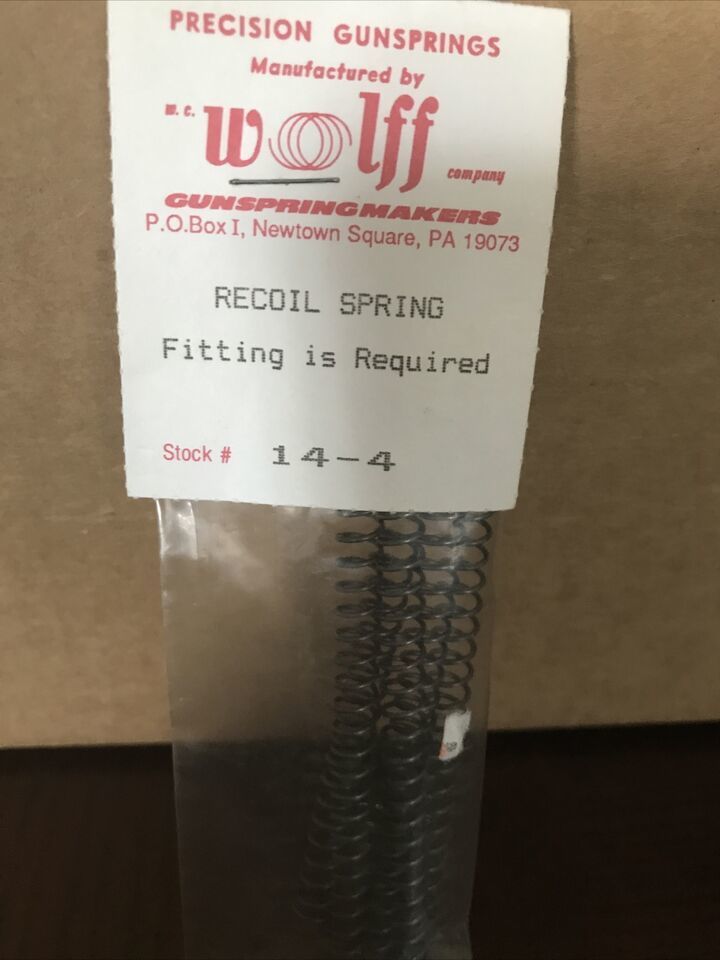 PRECISION GUNSPRINGS
Manufactured by
W. C. Wolff company
GUNSPRINGMAKERS
P.O.Box I, Newtown Square, PA 19073
RECOIL SPRING
Fitting is Required
Stock # 14-4